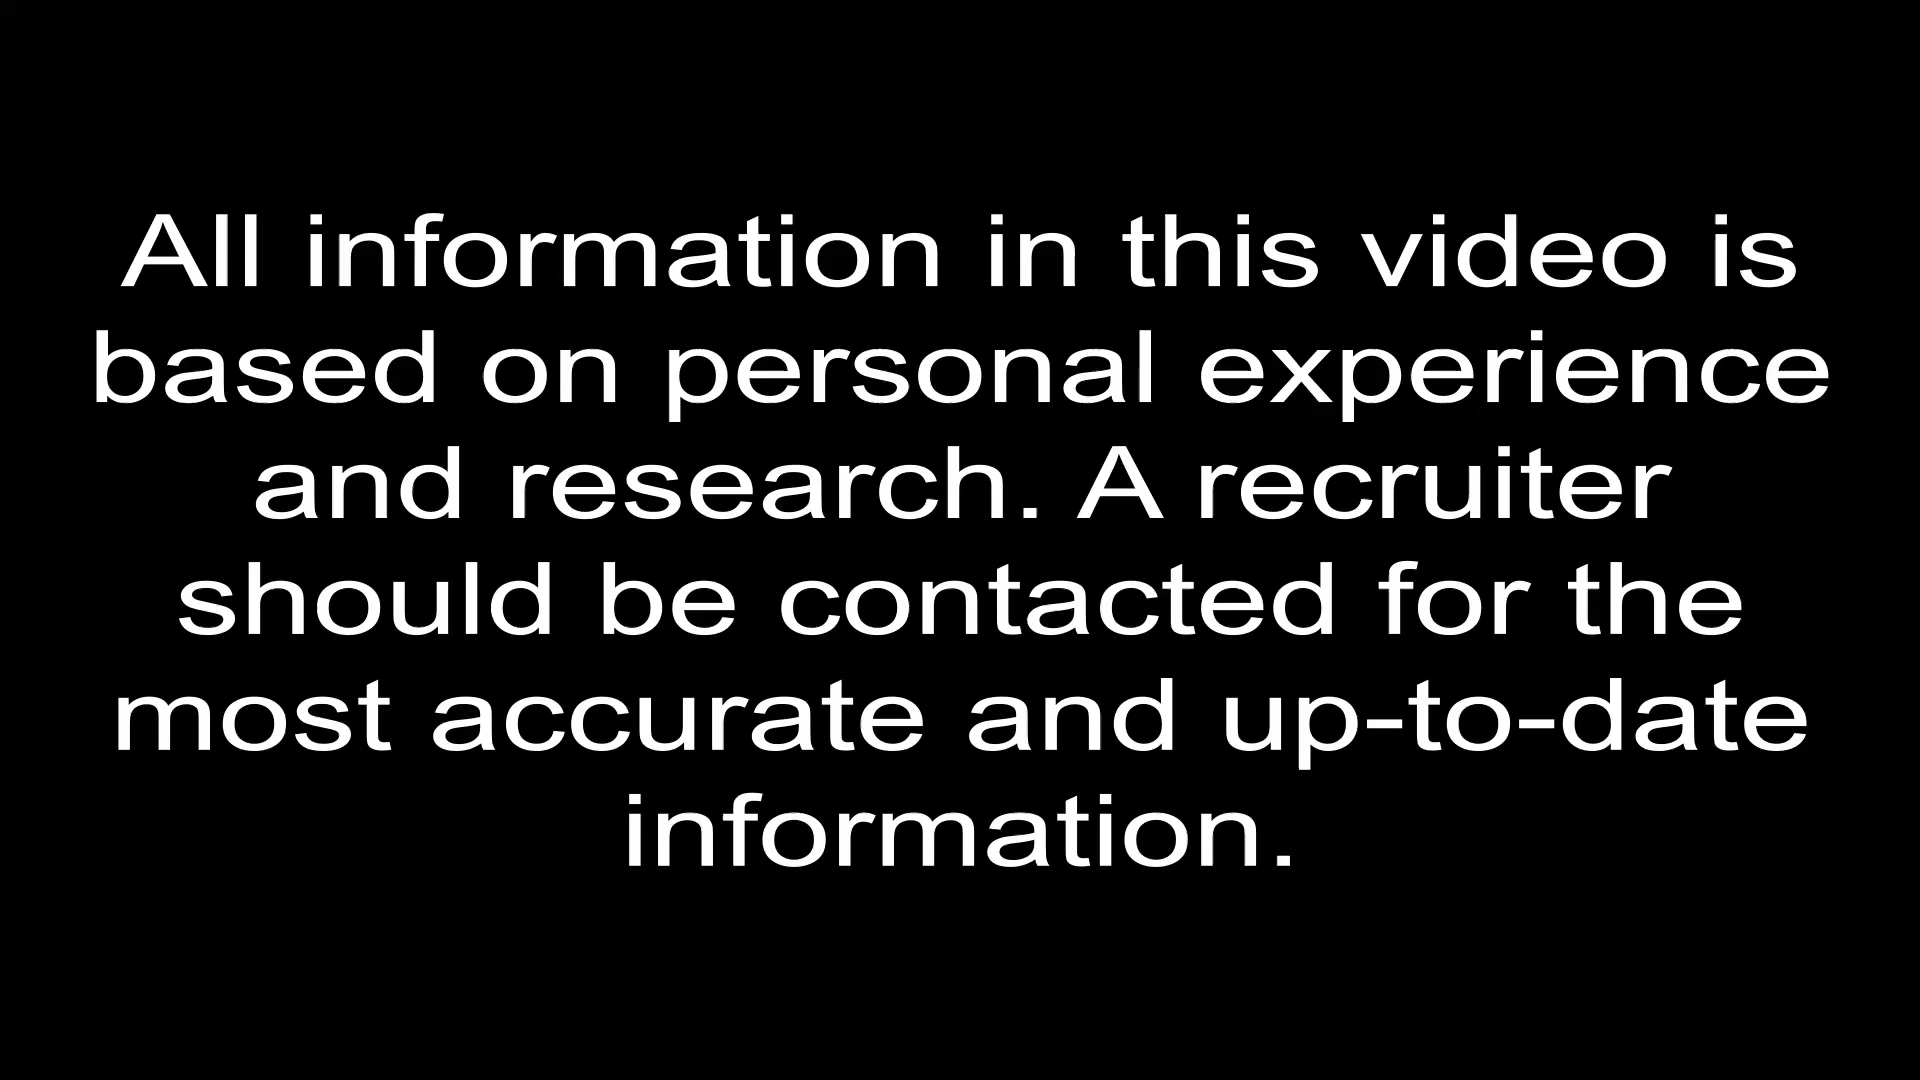 All information in this video is
based on personal experience
and research. A recruiter
should be contacted for the
most accurate and up-to-date
information.